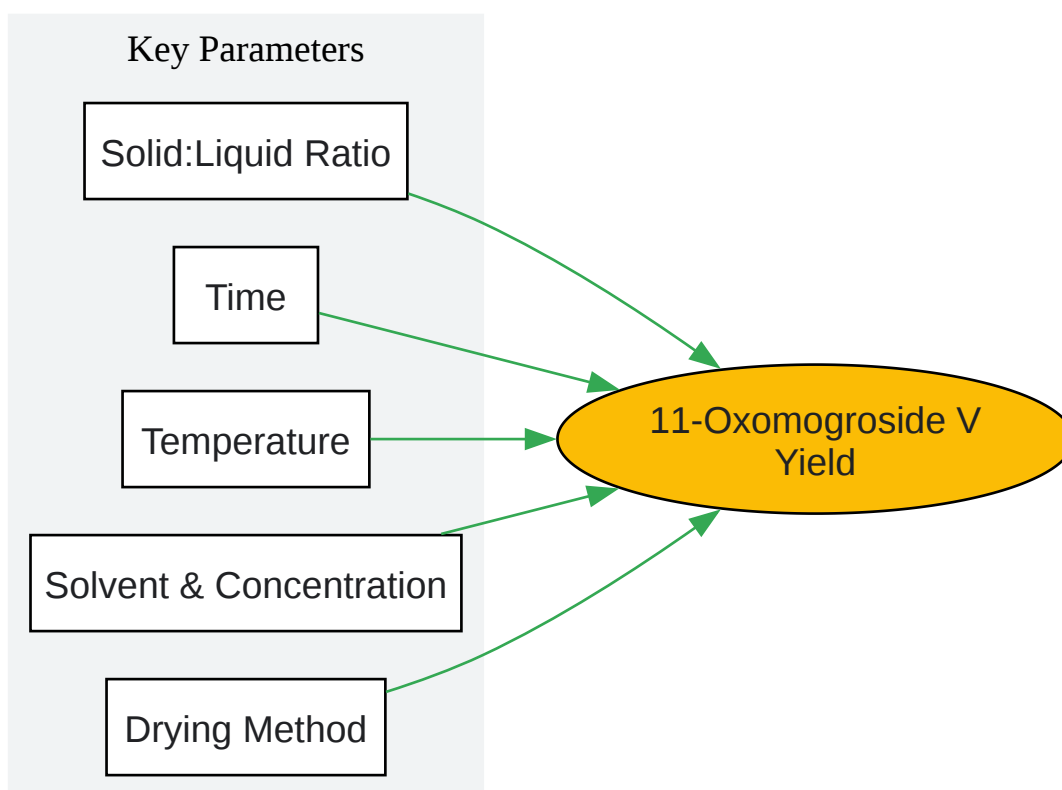 Key Parameters
Solid:Liquid Ratio
Time
Temperature
Solvent & Concentration
Drying Method
11-Oxomogroside V
Yield